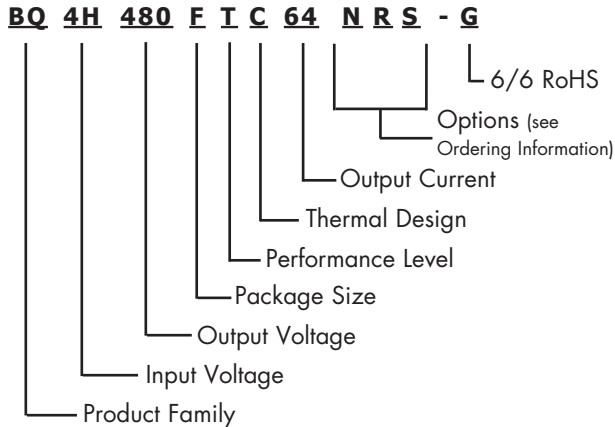 BQ 4H 480 F T C 64 N R S - G
6/6 RoHS
Options (see
Ordering Information)
Output Current
Thermal Design
Performance Level
Package Size
Output Voltage
Input Voltage
Product Family